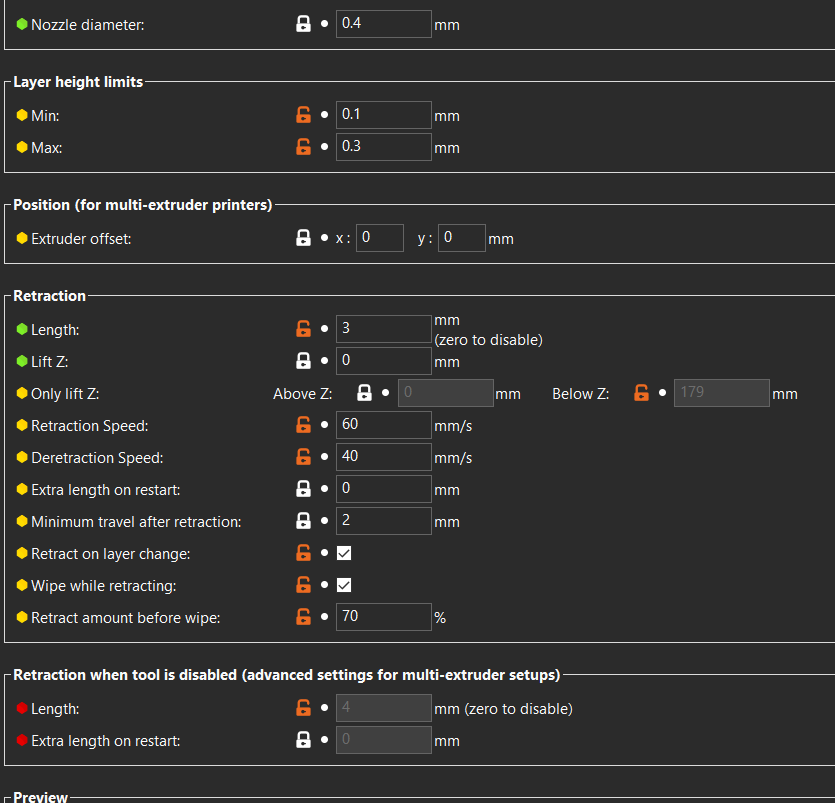 Nozzle diameter: 0.4 mm
Layer height limits
Min: 0.1 mm
Max: 0.3 mm
Position (for multi-extruder printers)
Extruder offset: x : 0 y : 0 mm
Retraction
Length: 3 mm
(zero to disable)
Lift Z: 0 mm
Only lift Z: Above Z: 0 mm Below Z: 179 mm
Retraction Speed: 60 mm/s
Deretraction Speed: 40 mm/s
Extra length on restart: 0 mm
Minimum travel after retraction: 2 mm
Retract on layer change:
Wipe while retracting:
Retract amount before wipe: 70 %
Retraction when tool is disabled (advanced settings for multi-extruder setups)
Length: 4 mm (zero to disable)
Extra length on restart: 0 mm
Preview